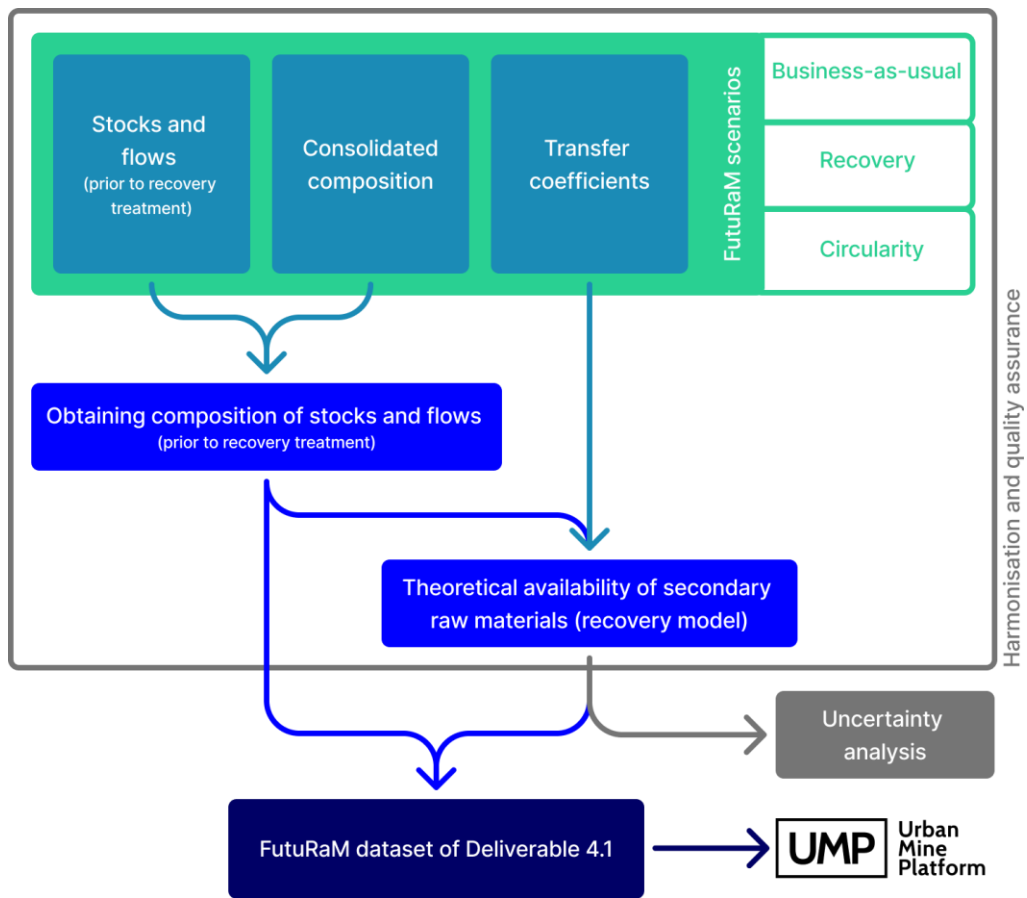 Stocks and
flows
(prior to recovery
treatment)
Consolidated
composition
Transfer
coefficients
FutuRaM scenarios
Business-as-usual
Recovery
Circularity
Harmonisation and quality assurance
Obtaining composition of stocks and flows
(prior to recovery treatment)
Theoretical availability of secondary
raw materials (recovery model)
Uncertainty
analysis
FutuRaM dataset of Deliverable 4.1
UMP
Urban
Mine
Platform